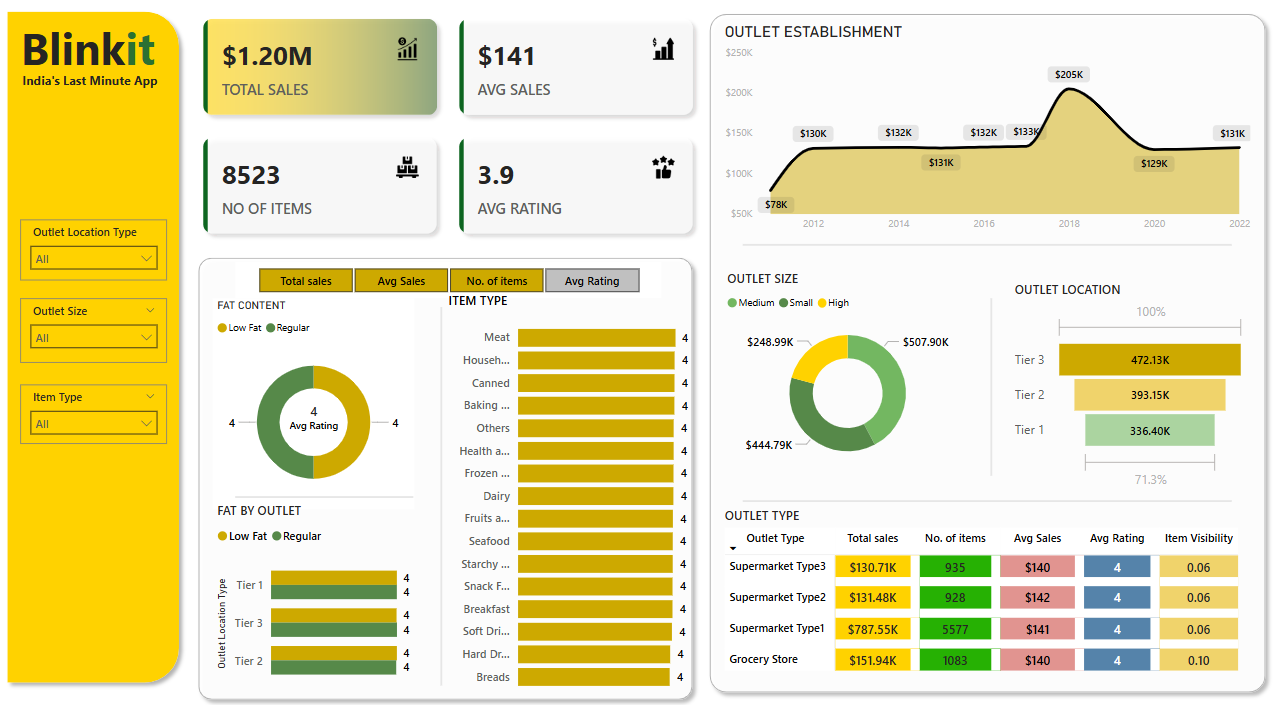 Blinkit
India's Last Minute App
Outlet Location Type
All
Outlet Size
All
Item Type
All
$1.20M
TOTAL SALES
$141
AVG SALES
8523
NO OF ITEMS
3.9
AVG RATING
Total sales Avg Sales No. of items Avg Rating
FAT CONTENT
Low Fat Regular
4 4
4
Avg Rating
FAT BY OUTLET
Low Fat Regular
Outlet Location Type
Tier 1 4
4
Tier 3 4
4
Tier 2 4
4
ITEM TYPE
Meat 4
Househ... 4
Canned 4
Baking ... 4
Others 4
Health a... 4
Frozen ... 4
Dairy 4
Fruits a... 4
Seafood 4
Starchy ... 4
Snack F... 4
Breakfast 4
Soft Dri... 4
Hard Dr... 4
Breads 4
OUTLET ESTABLISHMENT
$250K
$200K
$150K
$100K
$50K
$78K $130K $132K $131K $132K $133K $205K $129K $131K
2012 2014 2016 2018 2020 2022
OUTLET SIZE
Medium Small High
$248.99K $507.90K
$444.79K
OUTLET LOCATION
100%
Tier 3 472.13K
Tier 2 393.15K
Tier 1 336.40K
71.3%
OUTLET TYPE
Outlet Type Total sales No. of items Avg Sales Avg Rating Item Visibility
Supermarket Type3 $130.71K 935 $140 4 0.06
Supermarket Type2 $131.48K 928 $142 4 0.06
Supermarket Type1 $787.55K 5577 $141 4 0.06
Grocery Store $151.94K 1083 $140 4 0.10